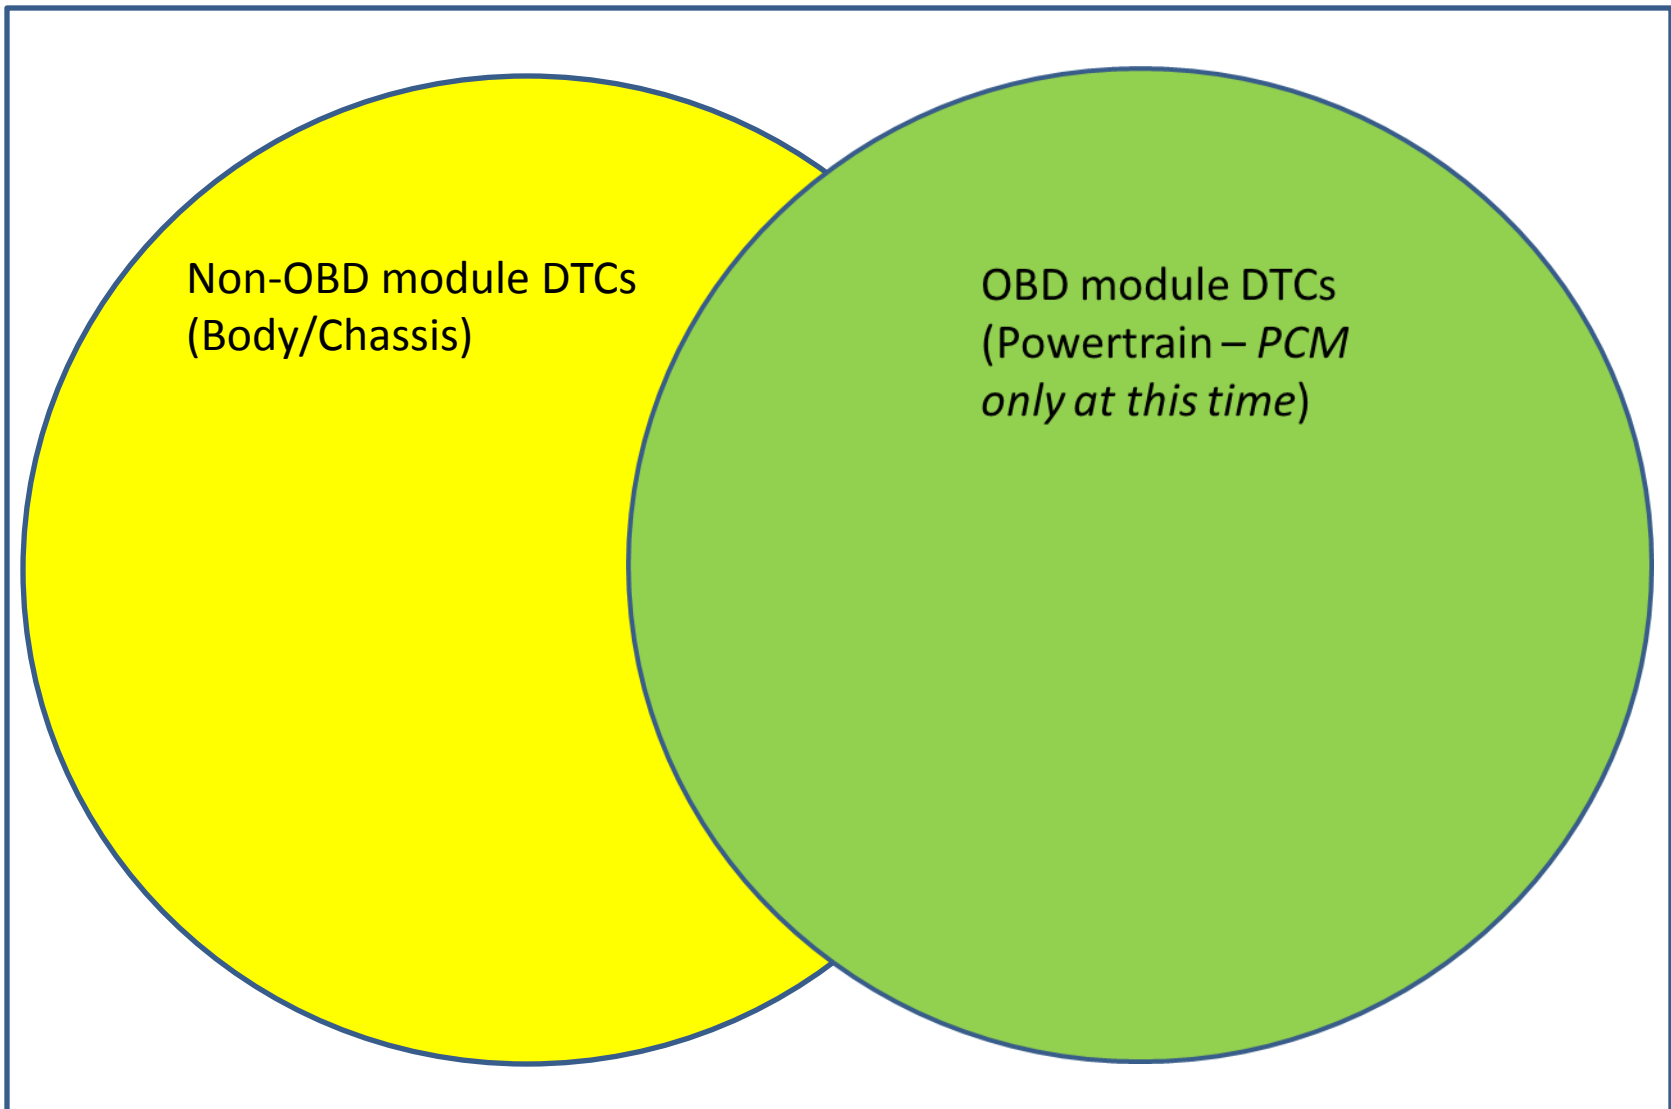 Non-OBD module DTCs
(Body/Chassis)
OBD module DTCs
(Powertrain – PCM
only at this time)